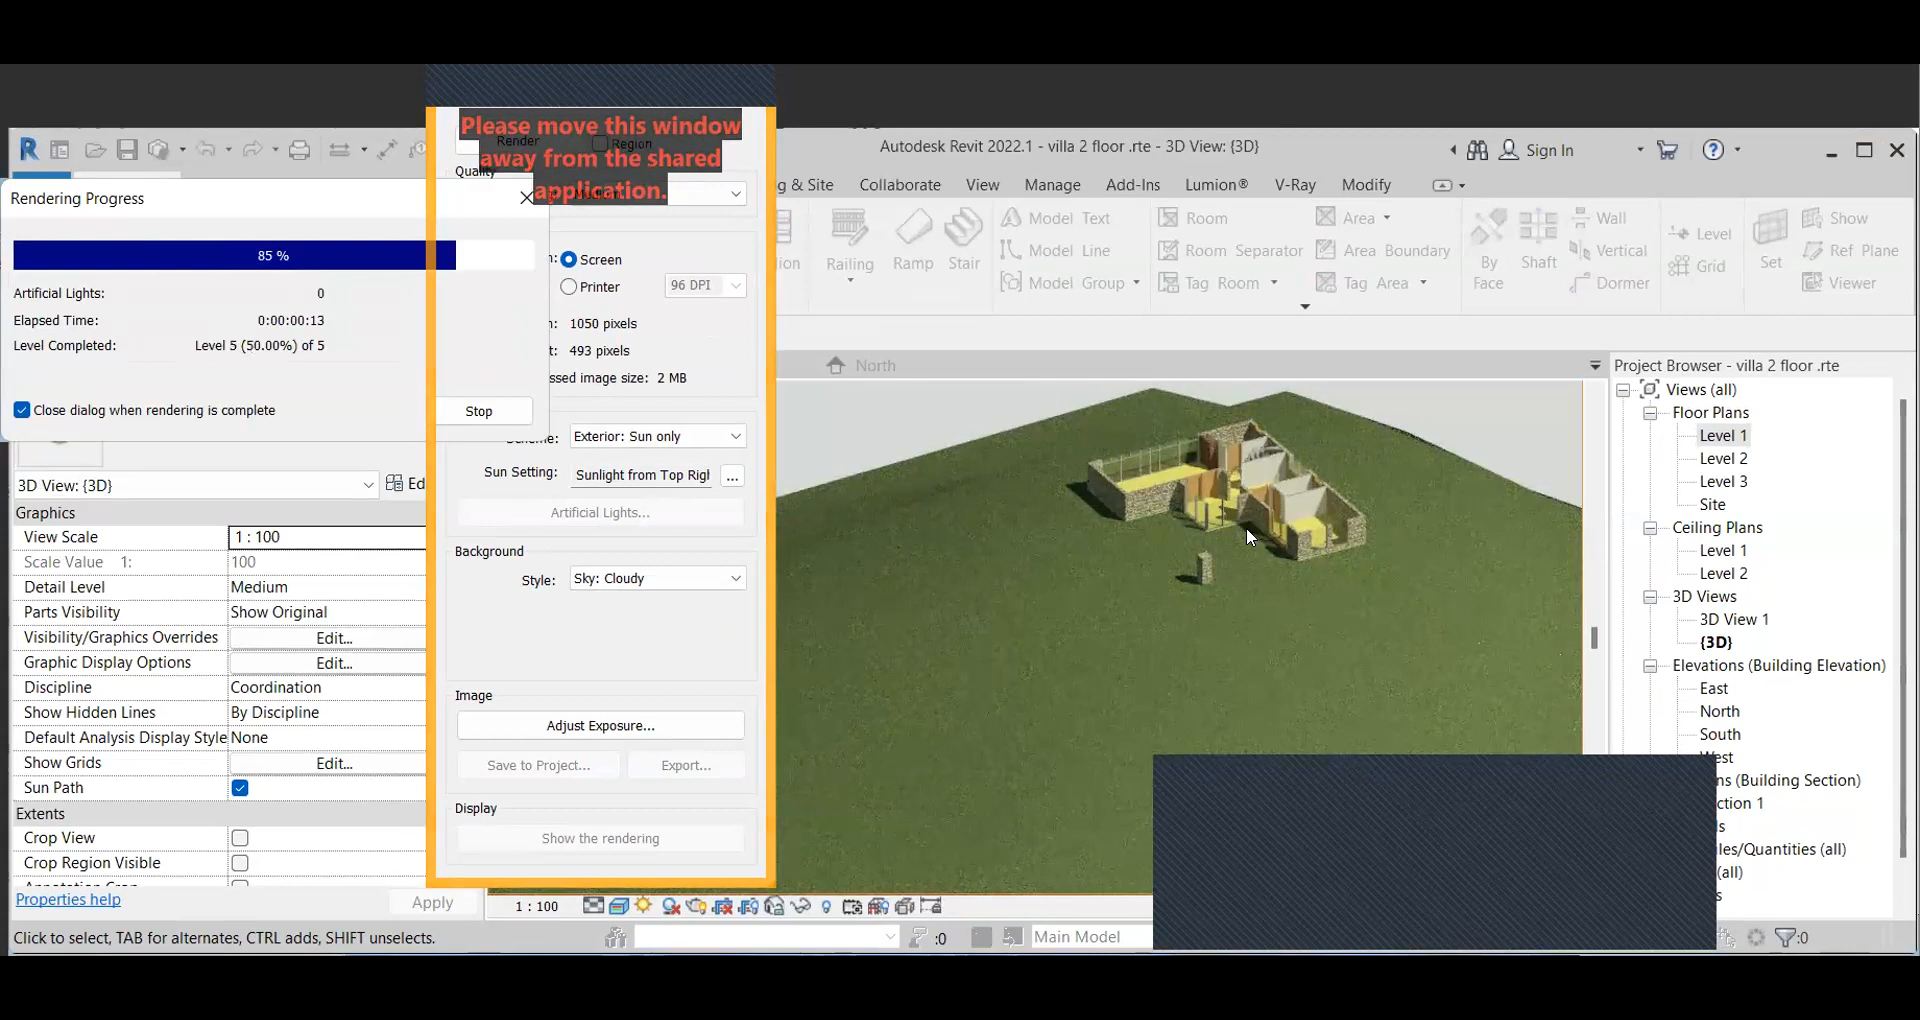 Please move this window
away from the shared
application.
Render
Region
Quality
Autodesk Revit 2022.1 - villa 2 floor .rte - 3D View: {3D}
Sign In
& Site
Collaborate
View
Manage
Add-Ins
Lumion®
V-Ray
Modify
Railing
Ramp
Stair
Model Text
Model Line
Model Group
Room
Room Separator
Tag Room
Area
Area Boundary
Tag Area
By
Face
Shaft
Wall
Vertical
Dormer
Level
Grid
Set
Show
Ref Plane
Viewer
Rendering Progress
85 %
Artificial Lights: 0
Elapsed Time: 0:00:00:13
Level Completed: Level 5 (50.00%) of 5
Close dialog when rendering is complete
Stop
Screen
Printer
96 DPI
1050 pixels
493 pixels
ssed image size: 2 MB
Scheme:
Exterior: Sun only
Sun Setting:
Sunlight from Top Righ
...
Artificial Lights...
Background
Style:
Sky: Cloudy
Image
Adjust Exposure...
Save to Project...
Export...
Display
Show the rendering
3D View: {3D}
Ed
Graphics
View Scale 1 : 100
Scale Value 1: 100
Detail Level Medium
Parts Visibility Show Original
Visibility/Graphics Overrides Edit...
Graphic Display Options Edit...
Discipline Coordination
Show Hidden Lines By Discipline
Default Analysis Display Style None
Show Grids Edit...
Sun Path
Extents
Crop View
Crop Region Visible
Properties help
Apply
North
Project Browser - villa 2 floor .rte
Views (all)
Floor Plans
Level 1
Level 2
Level 3
Site
Ceiling Plans
Level 1
Level 2
3D Views
3D View 1
{3D}
Elevations (Building Elevation)
East
North
South
West
ns (Building Section)
ction 1
ls
les/Quantities (all)
(all)
s
1 : 100
Click to select, TAB for alternates, CTRL adds, SHIFT unselects.
:0
Main Model
:0